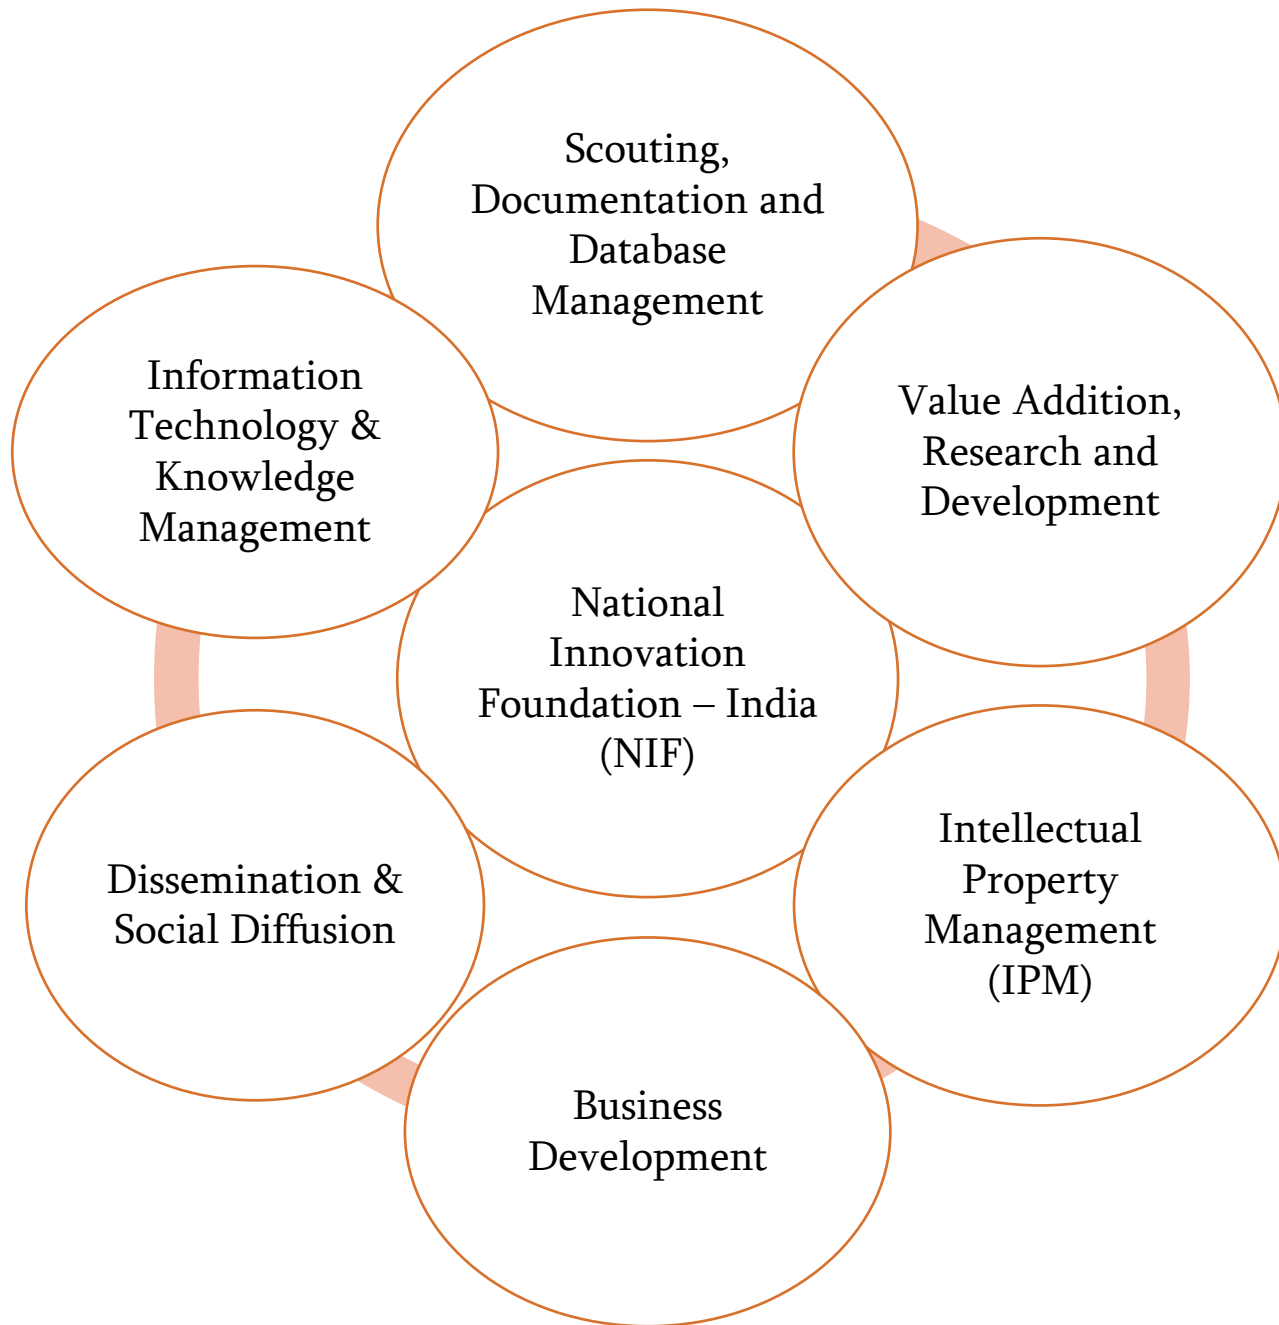 Scouting,
Documentation and
Database
Management
Value Addition,
Research and
Development
Intellectual
Property
Management
(IPM)
Business
Development
Dissemination &
Social Diffusion
Information
Technology &
Knowledge
Management
National
Innovation
Foundation – India
(NIF)